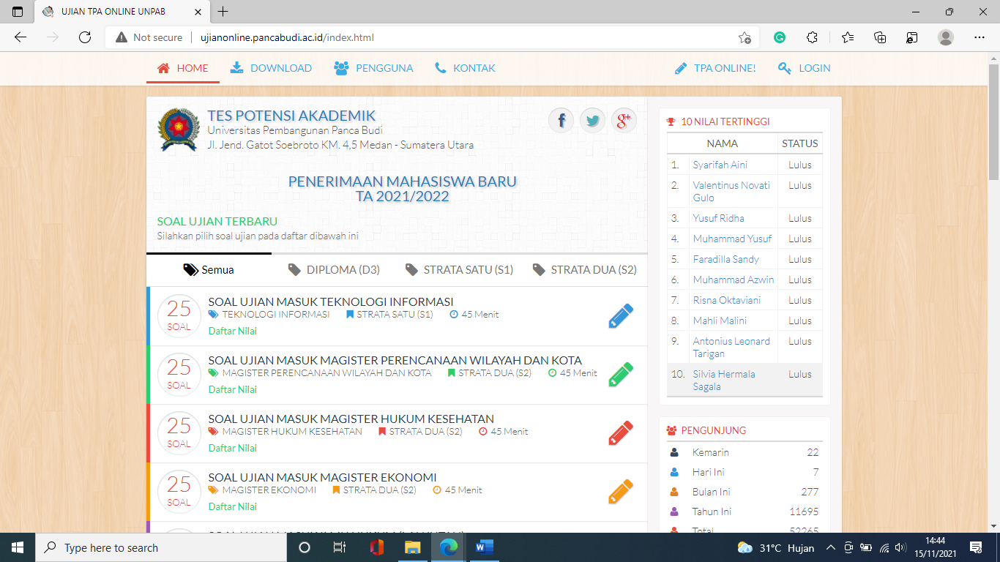 UJIAN TPA ONLINE UNPAB
Not secure
ujianonline.pancabudi.ac.id/index.html
HOME
DOWNLOAD
PENGGUNA
KONTAK
TPA ONLINE!
LOGIN
TES POTENSI AKADEMIK
Universitas Pembangunan Panca Budi
Jl. Jend. Gatot Soebroto KM. 4,5 Medan - Sumatera Utara
PENERIMAAN MAHASISWA BARU
TA 2021/2022
SOAL UJIAN TERBARU
Silahkan pilih soal ujian pada daftar dibawah ini
Semua
DIPLOMA (D3)
STRATA SATU (S1)
STRATA DUA (S2)
25
SOAL
SOAL UJIAN MASUK TEKNOLOGI INFORMASI
TEKNOLOGI INFORMASI STRATA SATU (S1) 45 Menit
Daftar Nilai
25
SOAL
SOAL UJIAN MASUK MAGISTER PERENCANAAN WILAYAH DAN KOTA
MAGISTER PERENCANAAN WILAYAH DAN KOTA STRATA DUA (S2) 45 Menit
Daftar Nilai
25
SOAL
SOAL UJIAN MASUK MAGISTER HUKUM KESEHATAN
MAGISTER HUKUM KESEHATAN STRATA DUA (S2) 45 Menit
Daftar Nilai
25
SOAL
SOAL UJIAN MASUK MAGISTER EKONOMI
MAGISTER EKONOMI STRATA DUA (S2) 45 Menit
Daftar Nilai
10 NILAI TERTINGGI
NAMA STATUS
1. Syarifah Aini Lulus
2. Valentinus Novati Lulus
Gulo
3. Yusuf Ridha Lulus
4. Muhammad Yusuf Lulus
5. Faradilla Sandy Lulus
6. Muhammad Azwin Lulus
7. Risna Oktaviani Lulus
8. Mahli Malini Lulus
9. Antonius Leonard Lulus
Tarigan
10. Silvia Hermala Lulus
Sagala
PENGUNJUNG
Kemarin 22
Hari Ini 7
Bulan Ini 277
Tahun Ini 11695
Total 52265
Type here to search
31°C Hujan
14:44
15/11/2021